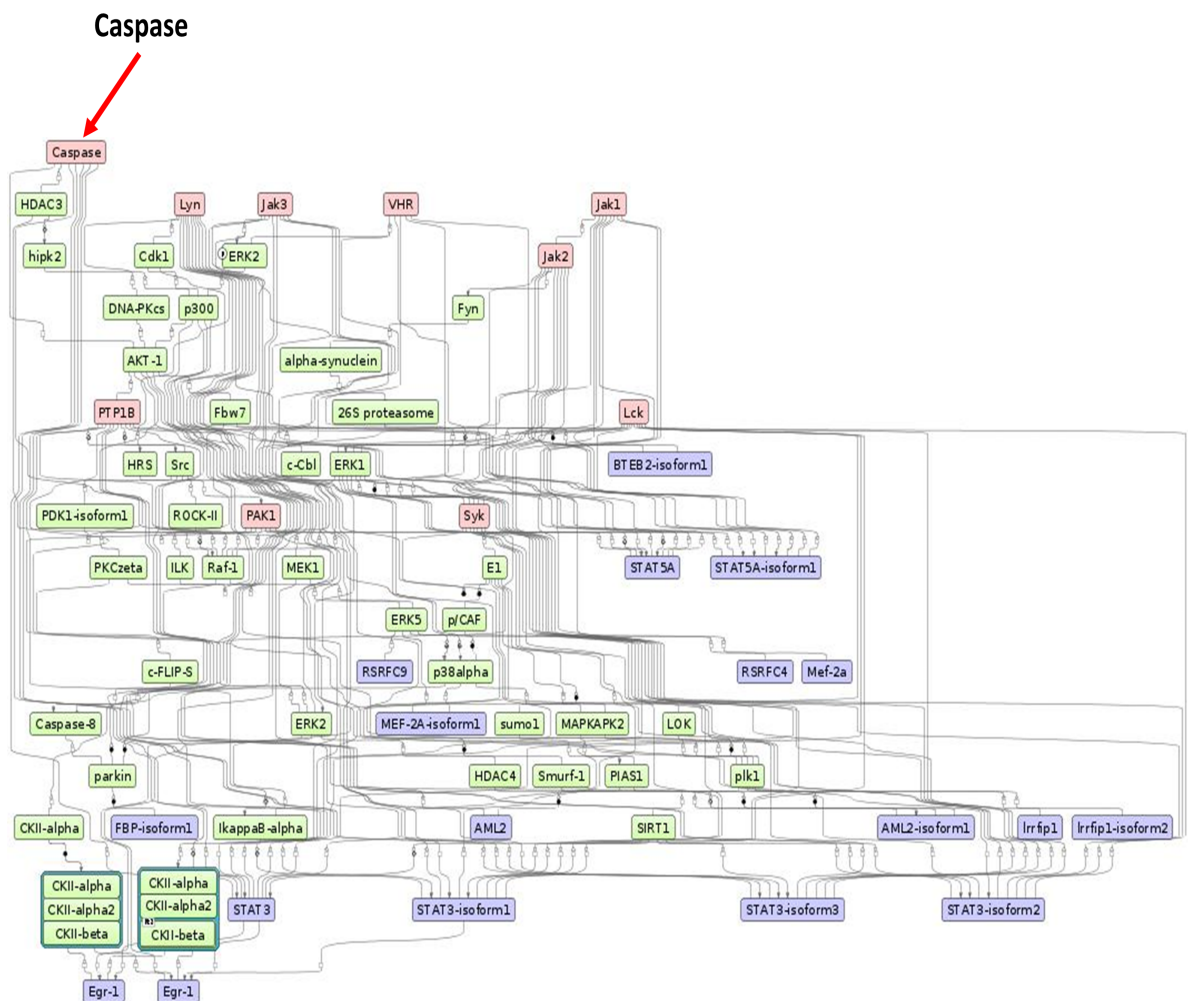 Caspase
Caspase
HDAC3 Lyn Jak3 VHR Jak1
hipk2 Cdk1 ERK2 Jak2
DNA-PKcs p300 Fyn
AKT-1 alpha-synuclein
PTP1B Fbw7 26S proteasome Lck
HRS Src c-Cbl ERK1 BTEB2-isoform1
PDK1-isoform1 ROCK-II PAK1 Syk
PKCzeta ILK Raf-1 MEK1 E1 STAT5A STAT5A-isoform1
ERK5 p/CAF
c-FLIP-S RSRFC9 p38alpha RSRFC4 Mef-2a
Caspase-8 ERK2 MEF-2A-isoform1 sumo1 MAPKAPK2 LOK
parkin HDAC4 Smurf-1 PIAS1 plk1
CKII-alpha FBP-isoform1 IkappaB-alpha AML2 SIRT1 AML2-isoform1 Irrfip1 Irrfip1-isoform2
CKII-alpha CKII-alpha
CKII-alpha2 CKII-alpha2 STAT3 STAT3-isoform1 STAT3-isoform3 STAT3-isoform2
CKII-beta CKII-beta
Egr-1 Egr-1